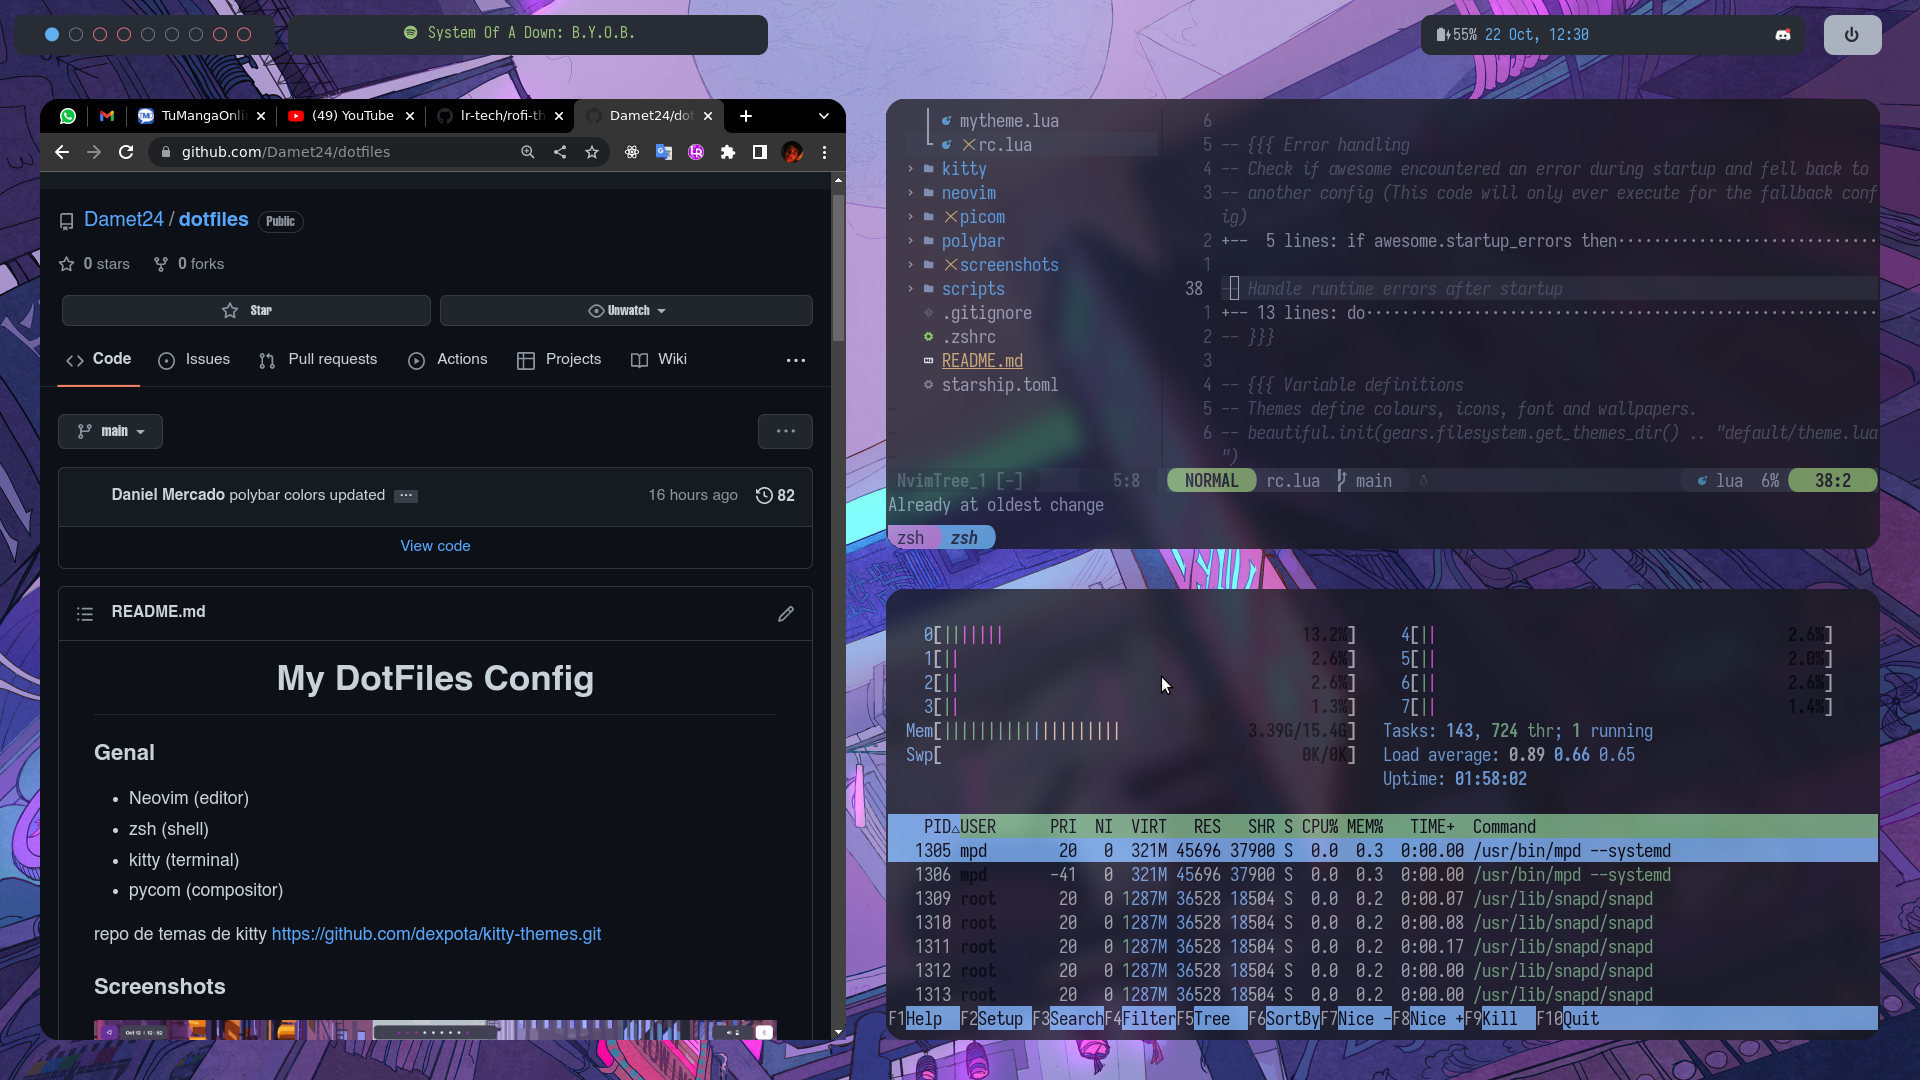 System Of A Down: B.Y.O.B.
55% 22 Oct, 12:30
TuMangaOnli
(49) YouTube
lr-tech/rofi-th
Damet24/dot
github.com/Damet24/dotfiles
Damet24 / dotfiles Public
0 stars 0 forks
Star Unwatch
Code Issues Pull requests Actions Projects Wiki
main
Daniel Mercado polybar colors updated 16 hours ago 82
View code
README.md
My DotFiles Config
Genal
• Neovim (editor)
• zsh (shell)
• kitty (terminal)
• pycom (compositor)
repo de temas de kitty https://github.com/dexpota/kitty-themes.git
Screenshots
mytheme.lua
rc.lua
kitty
neovim
picom
polybar
screenshots
scripts
.gitignore
.zshrc
README.md
starship.toml
NvimTree_1 [-] 5:8
6
5 -- {{{ Error handling
4 -- Check if awesome encountered an error during startup and fell back to
3 -- another config (This code will only ever execute for the fallback conf
ig)
2 +-- 5 lines: if awesome.startup_errors then
1
38 -- Handle runtime errors after startup
1 +-- 13 lines: do
2 -- }}}
3
4 -- {{{ Variable definitions
5 -- Themes define colours, icons, font and wallpapers.
6 -- beautiful.init(gears.filesystem.get_themes_dir() .. "default/theme.lua
")
NORMAL rc.lua main lua 6% 38:2
Already at oldest change
zsh zsh
0[|||||||13.2%] 4[||2.6%]
1[||2.6%] 5[||2.0%]
2[||2.6%] 6[||2.6%]
3[||1.3%] 7[||1.4%]
Mem[||||||||||||||||||||3.39G/15.4G] Tasks: 143, 724 thr; 1 running
Swp[0K/0K] Load average: 0.89 0.66 0.65
Uptime: 01:58:02
PID△USER PRI NI VIRT RES SHR S CPU% MEM% TIME+ Command
1305 mpd 20 0 321M 45696 37900 S 0.0 0.3 0:00.00 /usr/bin/mpd --systemd
1306 mpd -41 0 321M 45696 37900 S 0.0 0.3 0:00.00 /usr/bin/mpd --systemd
1309 root 20 0 1287M 36528 18504 S 0.0 0.2 0:00.07 /usr/lib/snapd/snapd
1310 root 20 0 1287M 36528 18504 S 0.0 0.2 0:00.08 /usr/lib/snapd/snapd
1311 root 20 0 1287M 36528 18504 S 0.0 0.2 0:00.17 /usr/lib/snapd/snapd
1312 root 20 0 1287M 36528 18504 S 0.0 0.2 0:00.00 /usr/lib/snapd/snapd
1313 root 20 0 1287M 36528 18504 S 0.0 0.2 0:00.00 /usr/lib/snapd/snapd
F1Help F2Setup F3SearchF4FilterF5Tree F6SortByF7Nice -F8Nice +F9Kill F10Quit